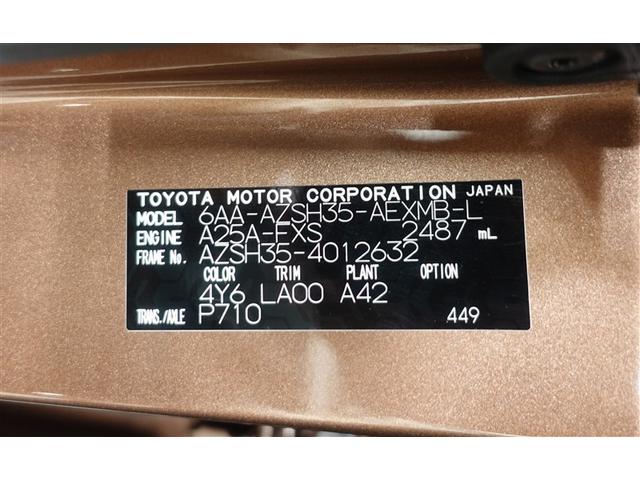 TOYOTA MOTOR CORPORATION JAPAN
MODEL 6AA-AZSH35-AEXMB-L
ENGINE A25A-FXS 2487 mL
FRAME No. AZSH35-4012632
COLOR TRIM PLANT OPTION
4Y6 LA00 A42
TRANS./AXLE P710 449